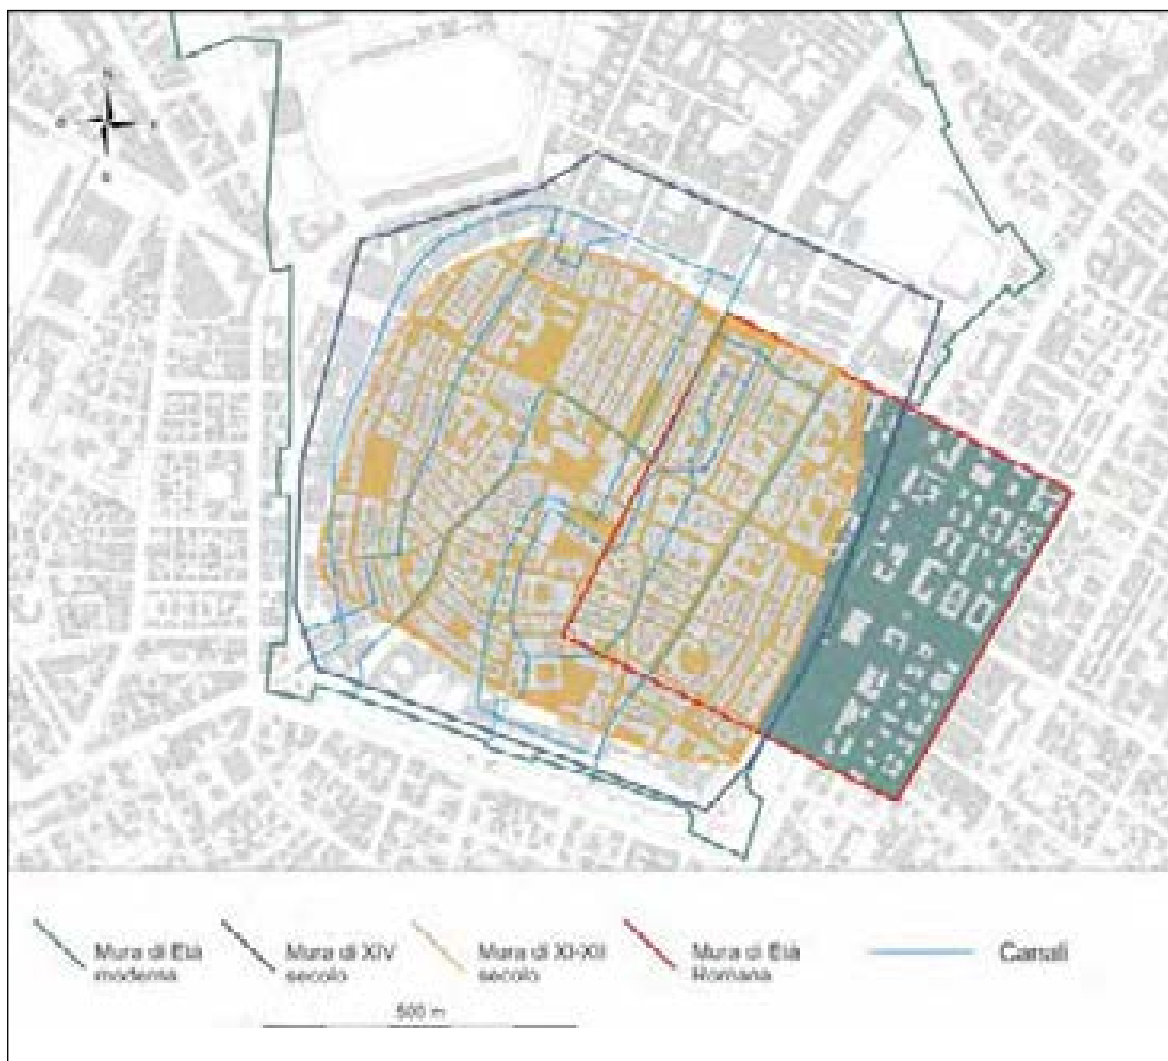 N
S
Mura di Età
moderna
Mura di XIV
secolo
Mura di XI-XII
secolo
Mura di Età
Romana
Canali
500 m